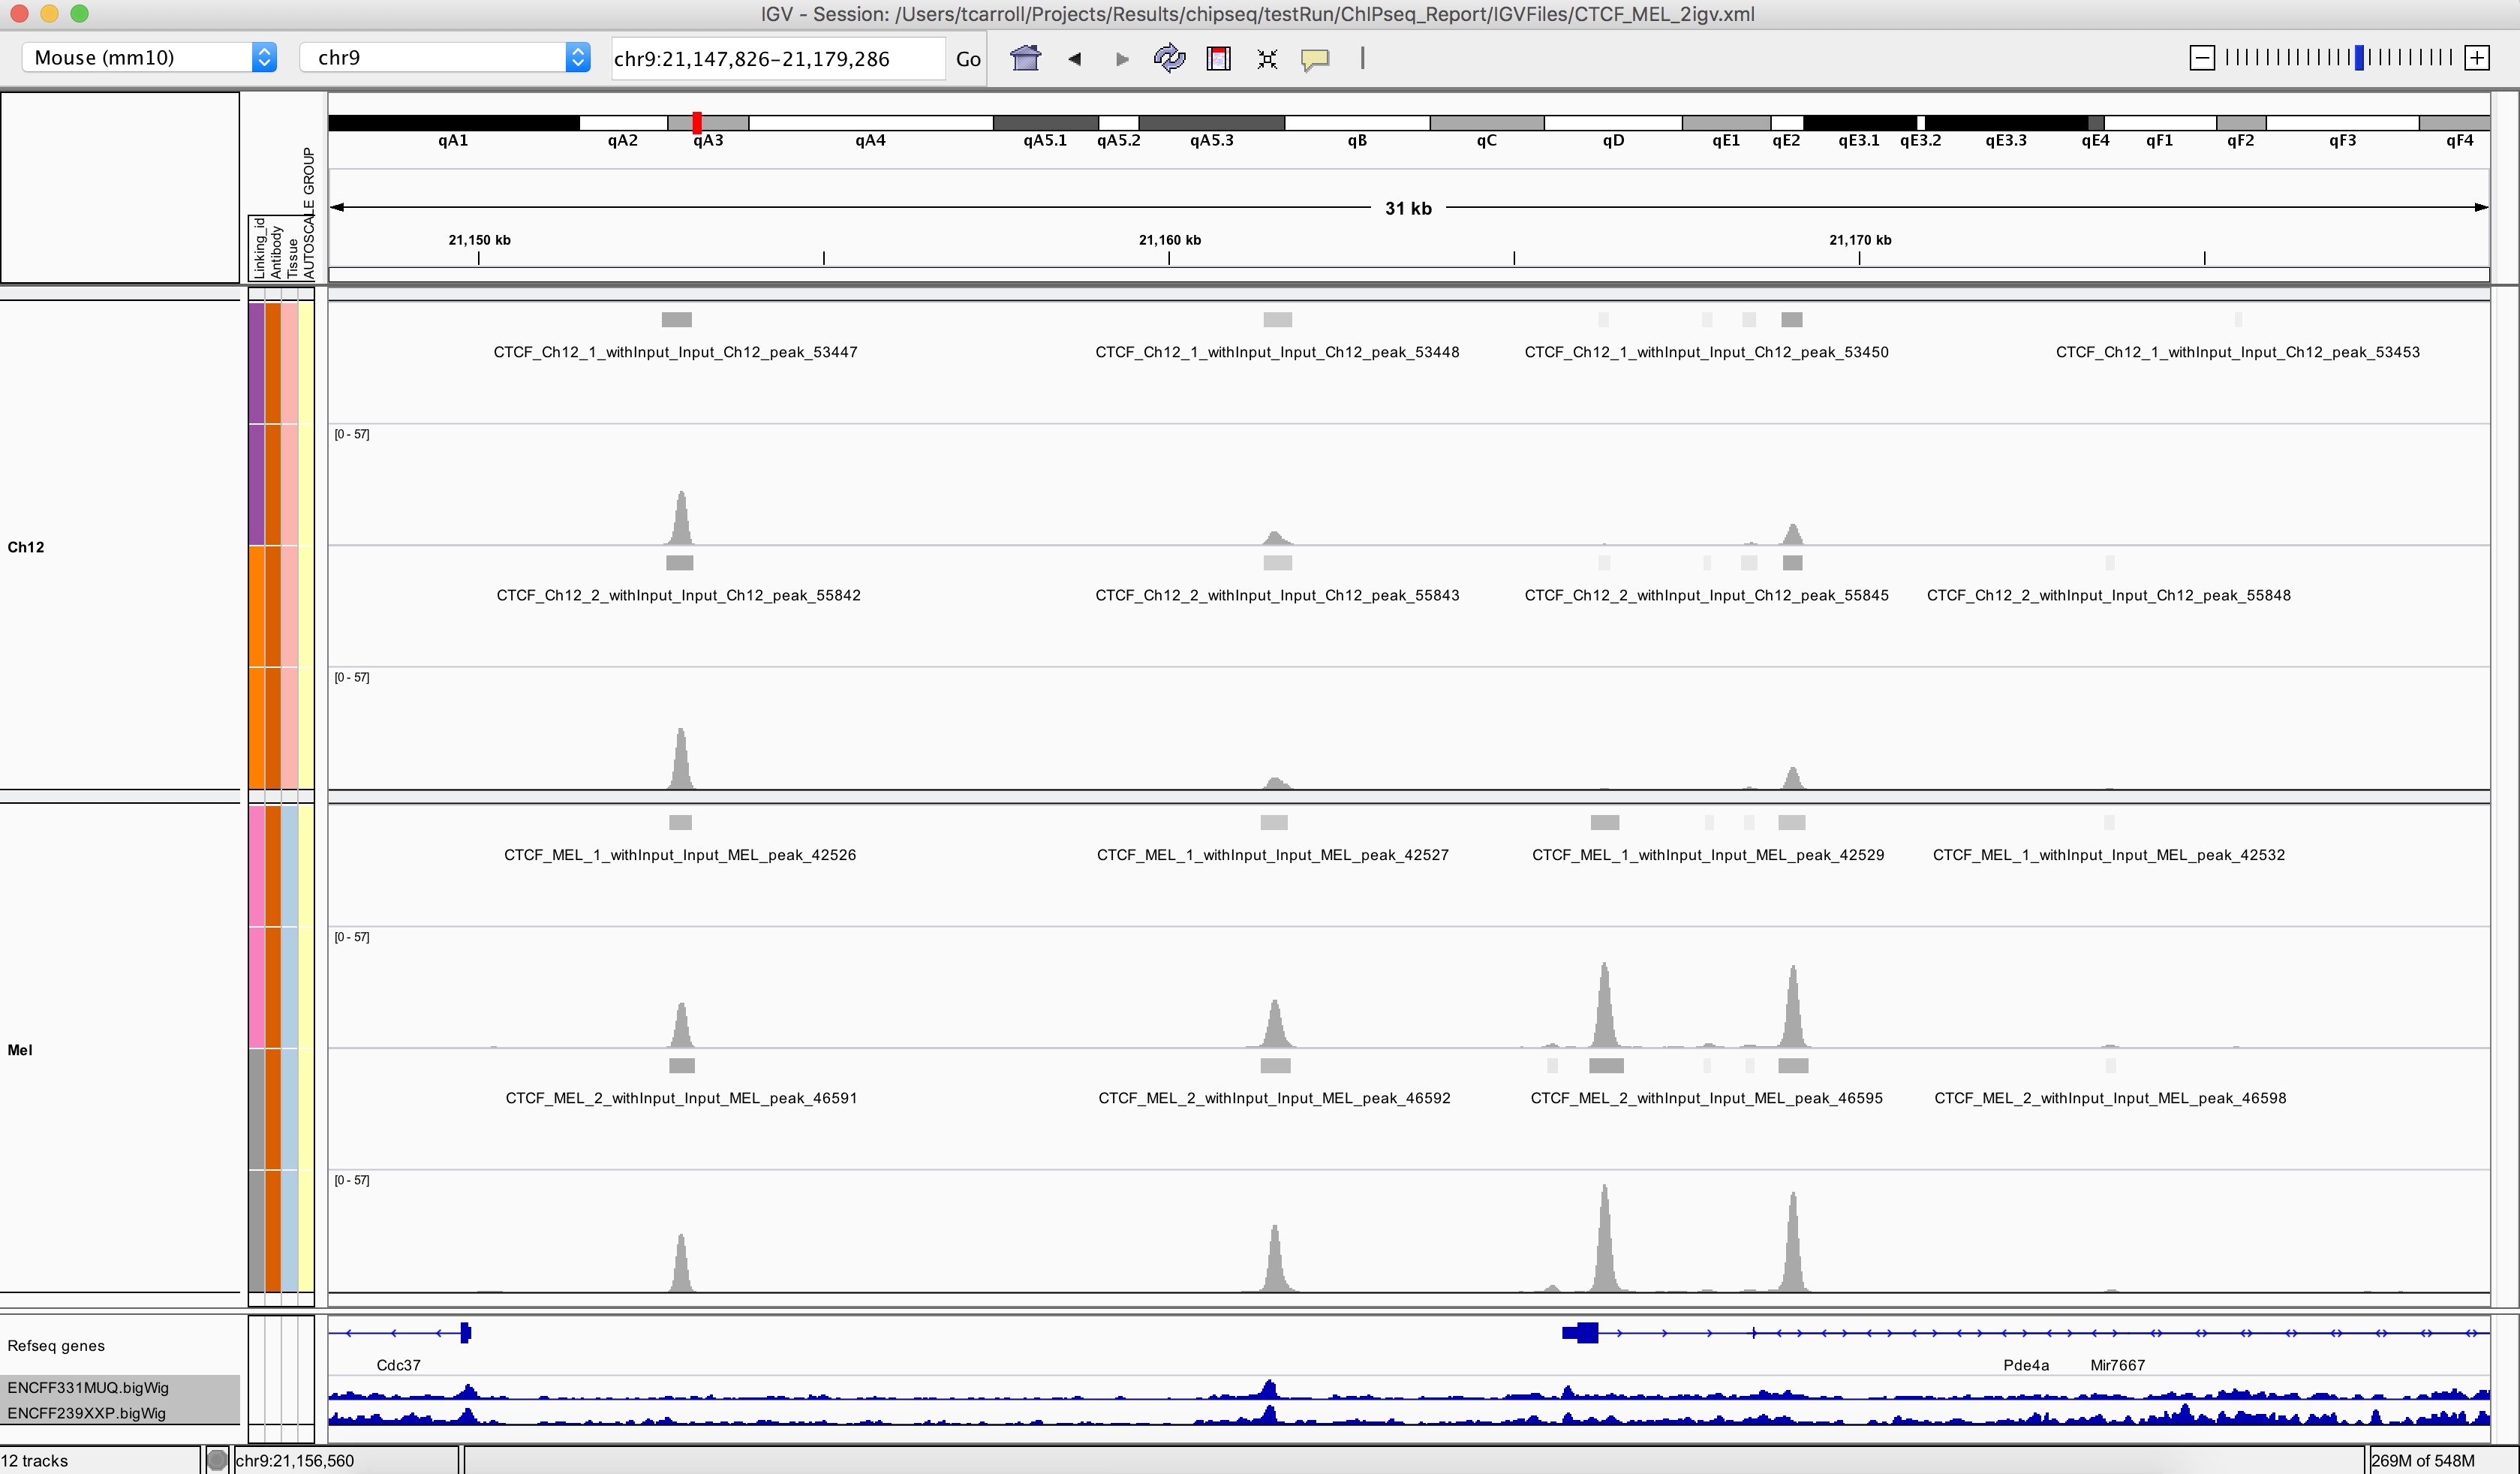 IGV - Session: /Users/tcarroll/Projects/Results/chipseq/testRun/ChIPseq_Report/IGVFiles/CTCF_MEL_2igv.xml
Mouse (mm10) chr9 chr9:21,147,826-21,179,286 Go
qA1 qA2 qA3 qA4 qA5.1 qA5.2 qA5.3 qB qC qD qE1 qE2 qE3.1 qE3.2 qE3.3 qE4 qF1 qF2 qF3 qF4
Linking_id
Antibody
Tissue
AUTOSCALE GROUP
31 kb
21,150 kb 21,160 kb 21,170 kb
CTCF_Ch12_1_withInput_Input_Ch12_peak_53447 CTCF_Ch12_1_withInput_Input_Ch12_peak_53448 CTCF_Ch12_1_withInput_Input_Ch12_peak_53450 CTCF_Ch12_1_withInput_Input_Ch12_peak_53453
[0 - 57]
Ch12
CTCF_Ch12_2_withInput_Input_Ch12_peak_55842 CTCF_Ch12_2_withInput_Input_Ch12_peak_55843 CTCF_Ch12_2_withInput_Input_Ch12_peak_55845 CTCF_Ch12_2_withInput_Input_Ch12_peak_55848
[0 - 57]
CTCF_MEL_1_withInput_Input_MEL_peak_42526 CTCF_MEL_1_withInput_Input_MEL_peak_42527 CTCF_MEL_1_withInput_Input_MEL_peak_42529 CTCF_MEL_1_withInput_Input_MEL_peak_42532
[0 - 57]
Mel
CTCF_MEL_2_withInput_Input_MEL_peak_46591 CTCF_MEL_2_withInput_Input_MEL_peak_46592 CTCF_MEL_2_withInput_Input_MEL_peak_46595 CTCF_MEL_2_withInput_Input_MEL_peak_46598
[0 - 57]
Refseq genes
Cdc37 Pde4a Mir7667
ENCFF331MUQ.bigWig
ENCFF239XXP.bigWig
12 tracks chr9:21,156,560 269M of 548M